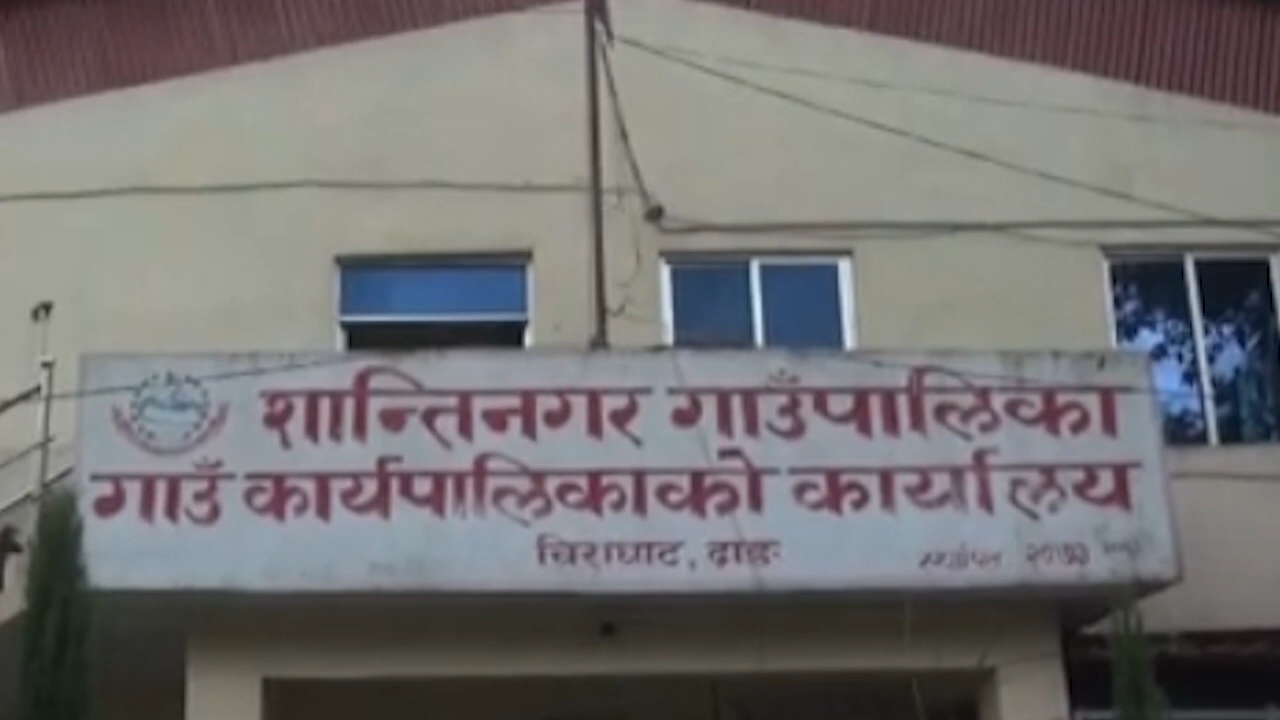 शान्तिनगर गाउँपालिका
गाउँ कार्यपालिकाको कार्यालय
चिराघाट, दाङ